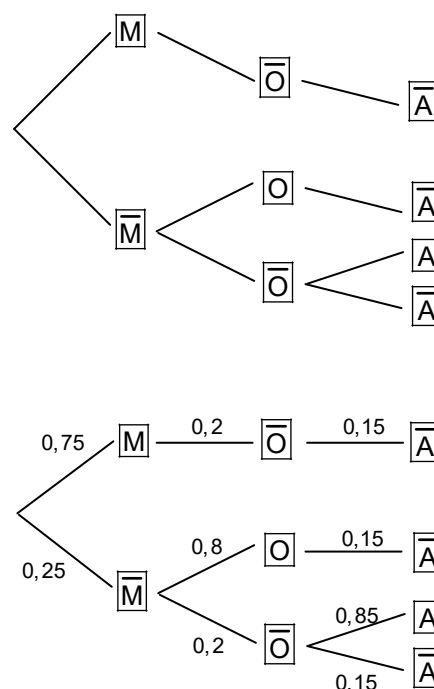 M
O̅
A̅
O
A̅
M̅
A
O̅
A̅
0,75 M 0,2 O̅ 0,15 A̅
0,8 O 0,15 A̅
0,25 M̅
0,85 A
0,2 O̅
0,15 A̅